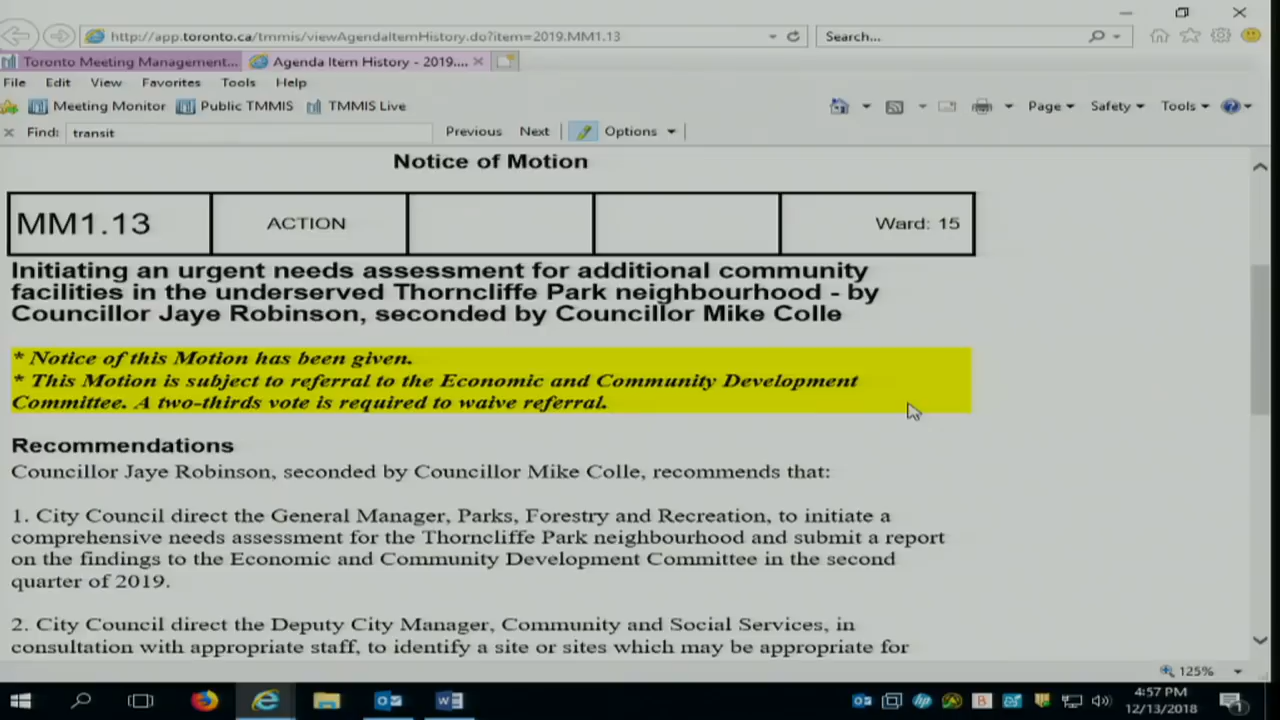 http://app.toronto.ca/tmmis/viewAgendaItemHistory.do?item=2019.MM1.13
Search...
Toronto Meeting Management...
Agenda Item History - 2019....
File Edit View Favorites Tools Help
Meeting Monitor Public TMMIS TMMIS Live
Page Safety Tools
Find: transit Previous Next Options
Notice of Motion
MM1.13 ACTION Ward: 15
Initiating an urgent needs assessment for additional community
facilities in the underserved Thorncliffe Park neighbourhood - by
Councillor Jaye Robinson, seconded by Councillor Mike Colle
* Notice of this Motion has been given.
* This Motion is subject to referral to the Economic and Community Development
Committee. A two-thirds vote is required to waive referral.
Recommendations
Councillor Jaye Robinson, seconded by Councillor Mike Colle, recommends that:
1. City Council direct the General Manager, Parks, Forestry and Recreation, to initiate a
comprehensive needs assessment for the Thorncliffe Park neighbourhood and submit a report
on the findings to the Economic and Community Development Committee in the second
quarter of 2019.
2. City Council direct the Deputy City Manager, Community and Social Services, in
consultation with appropriate staff, to identify a site or sites which may be appropriate for
125%
4:57 PM
12/13/2018